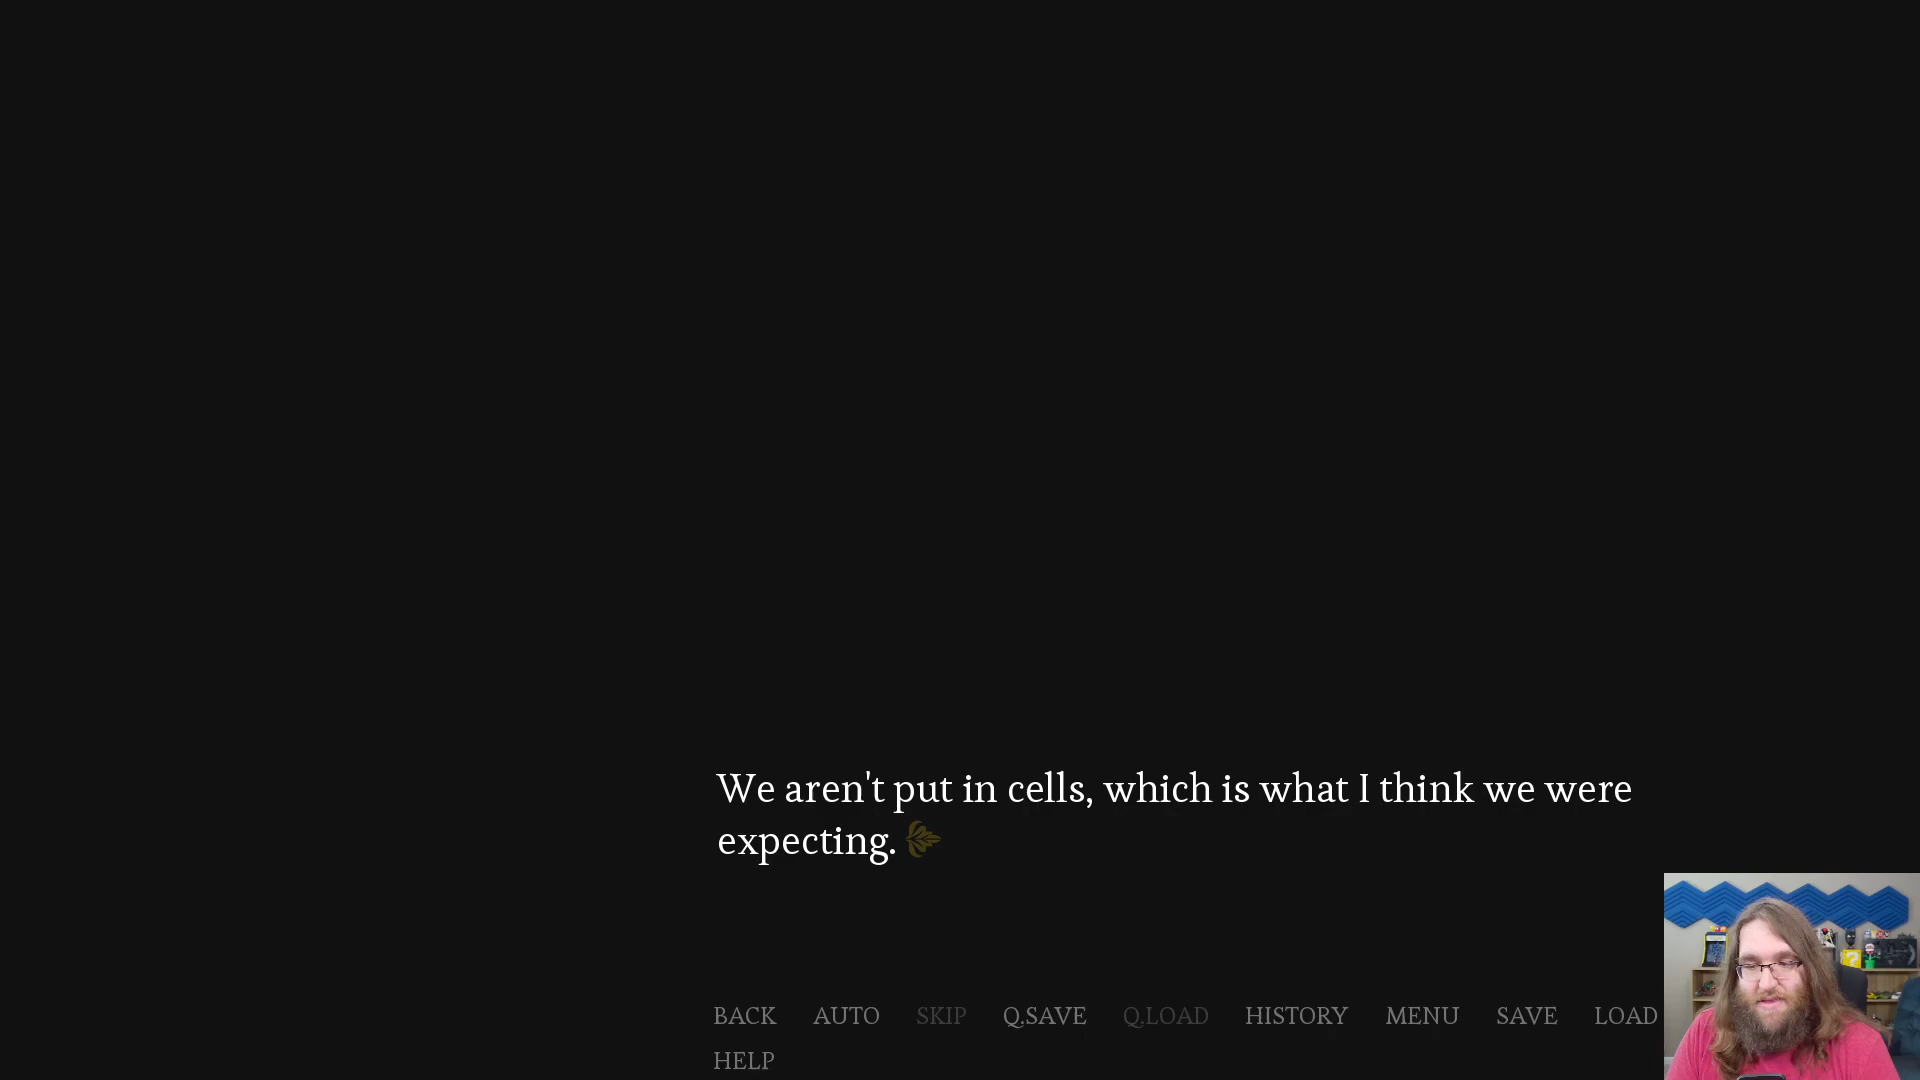 We aren't put in cells, which is what I think we were
expecting.
BACK AUTO SKIP Q.SAVE Q.LOAD HISTORY MENU SAVE LOAD
HELP